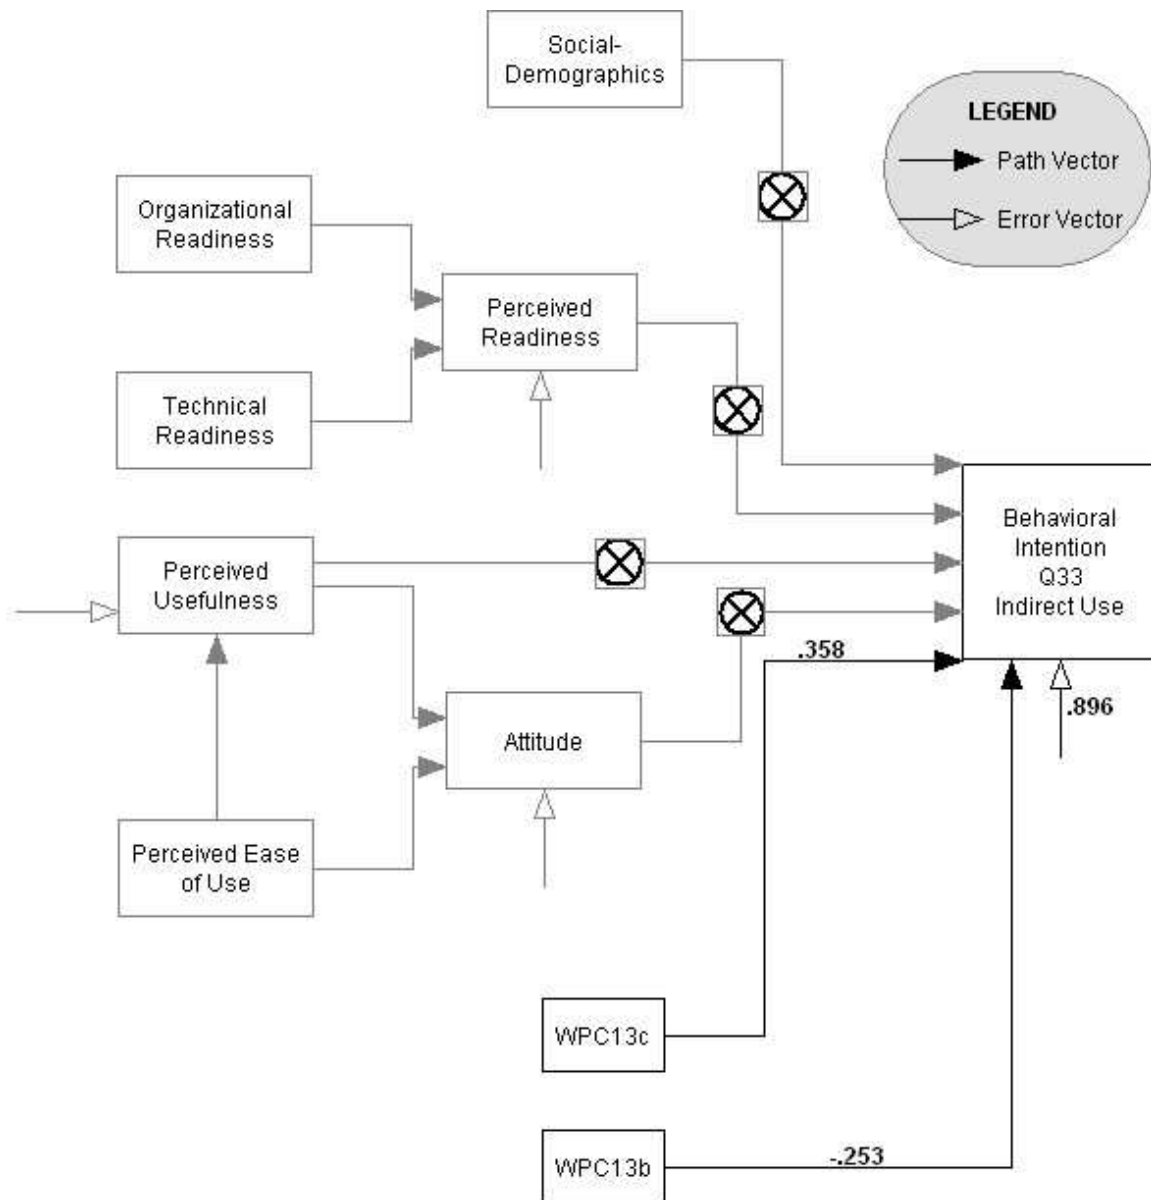 Social-
Demographics
LEGEND
Path Vector
Error Vector
Organizational
Readiness
Perceived
Readiness
Technical
Readiness
Behavioral
Intention
Q33
Indirect Use
Perceived
Usefulness
.358
.896
Attitude
Perceived Ease
of Use
WPC13c
WPC13b
-.253